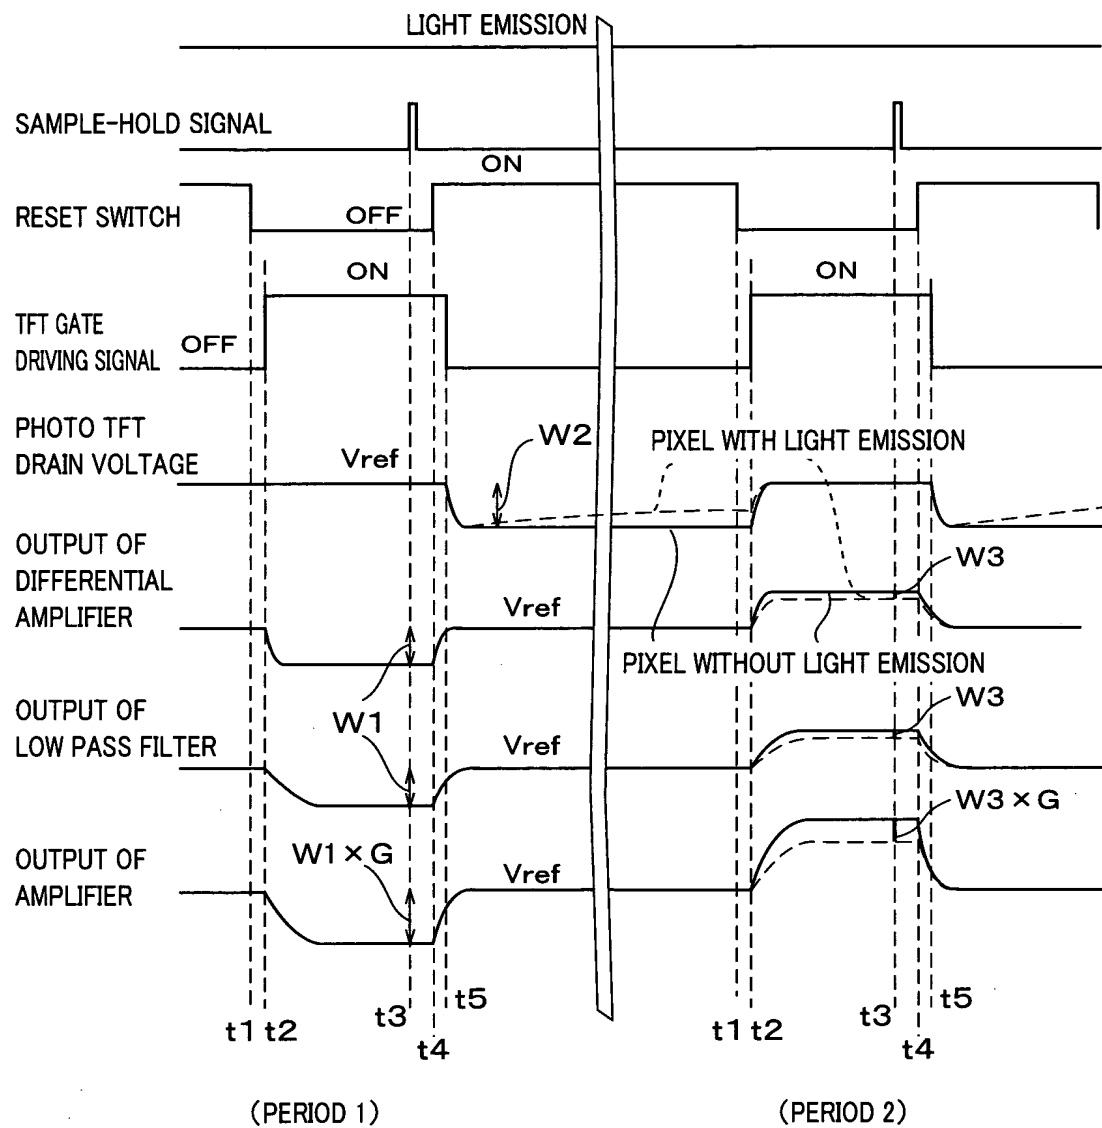 LIGHT EMISSION
SAMPLE-HOLD SIGNAL
ON
RESET SWITCH
OFF
ON
ON
TFT GATE
DRIVING SIGNAL
OFF
PHOTO TFT
DRAIN VOLTAGE
Vref
W2
PIXEL WITH LIGHT EMISSION
OUTPUT OF
DIFFERENTIAL
AMPLIFIER
Vref
W3
PIXEL WITHOUT LIGHT EMISSION
OUTPUT OF
LOW PASS FILTER
W1
Vref
W3
OUTPUT OF
AMPLIFIER
W1×G
Vref
W3×G
t1 t2 t3 t4 t5
t1 t2 t3 t4 t5
(PERIOD 1)
(PERIOD 2)